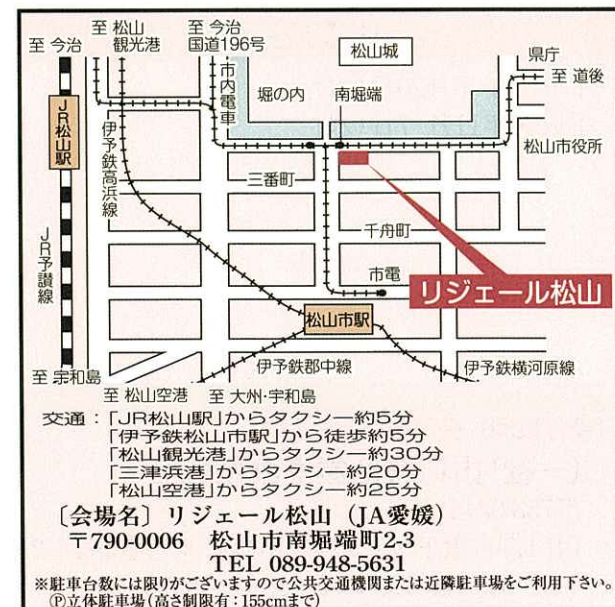 至 松山
観光港
至 今治
至 今治
国道196号
松山城
県庁
至 道後
市内電車
堀の内
南堀端
JR松山駅
伊予鉄高浜線
松山市役所
三番町
千舟町
JR予讃線
市電
リジェール松山
松山市駅
伊予鉄郡中線
伊予鉄横河原線
至 宇和島
至 松山空港
至 大州・宇和島
交通:「JR松山駅」からタクシー約5分
「伊予鉄松山市駅」から徒歩約5分
「松山観光港」からタクシー約30分
「三津浜港」からタクシー約20分
「松山空港」からタクシー約25分
〔会場名〕リジェール松山(JA愛媛)
〒790-0006 松山市南堀端町2-3
TEL 089-948-5631
※駐車台数には限りがございますので公共交通機関または近隣駐車場をご利用下さい。
Ⓟ立体駐車場(高さ制限有:155cmまで)